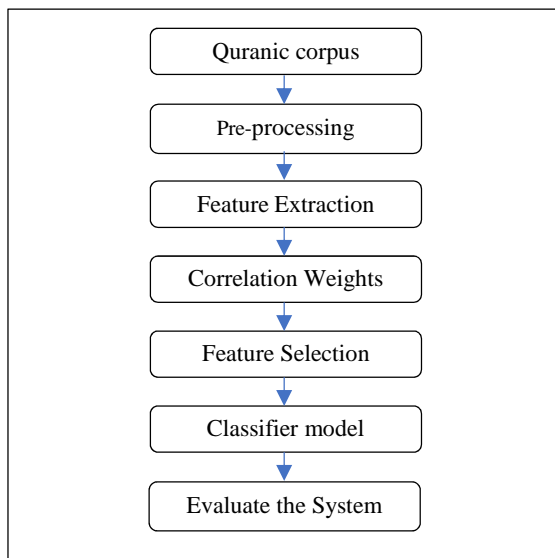 Quranic corpus
Pre-processing
Feature Extraction
Correlation Weights
Feature Selection
Classifier model
Evaluate the System